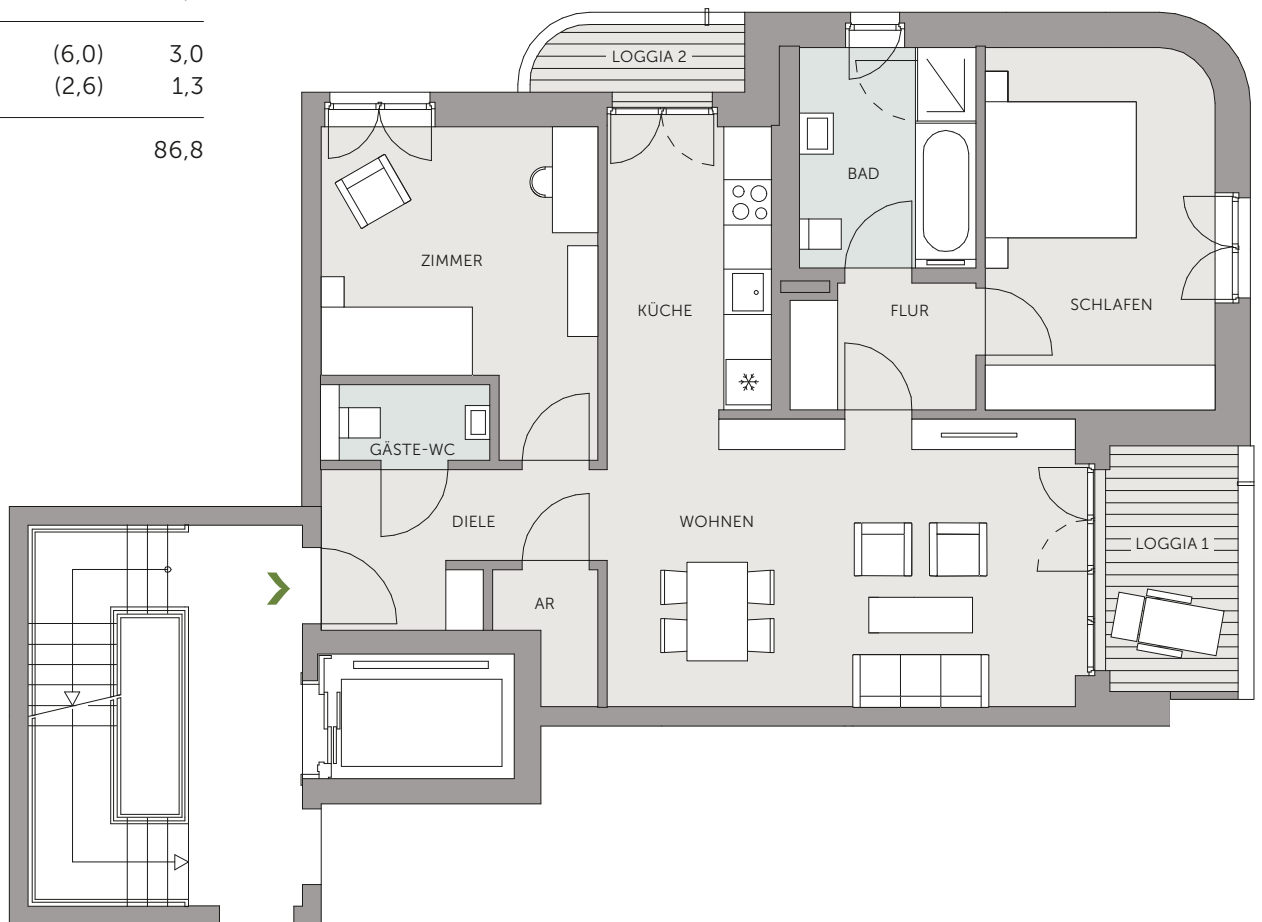 (6,0) 3,0
(2,6) 1,3
86,8
LOGGIA 2
BAD
ZIMMER
KÜCHE
FLUR
SCHLAFEN
GÄSTE-WC
DIELE
WOHNEN
LOGGIA 1
AR